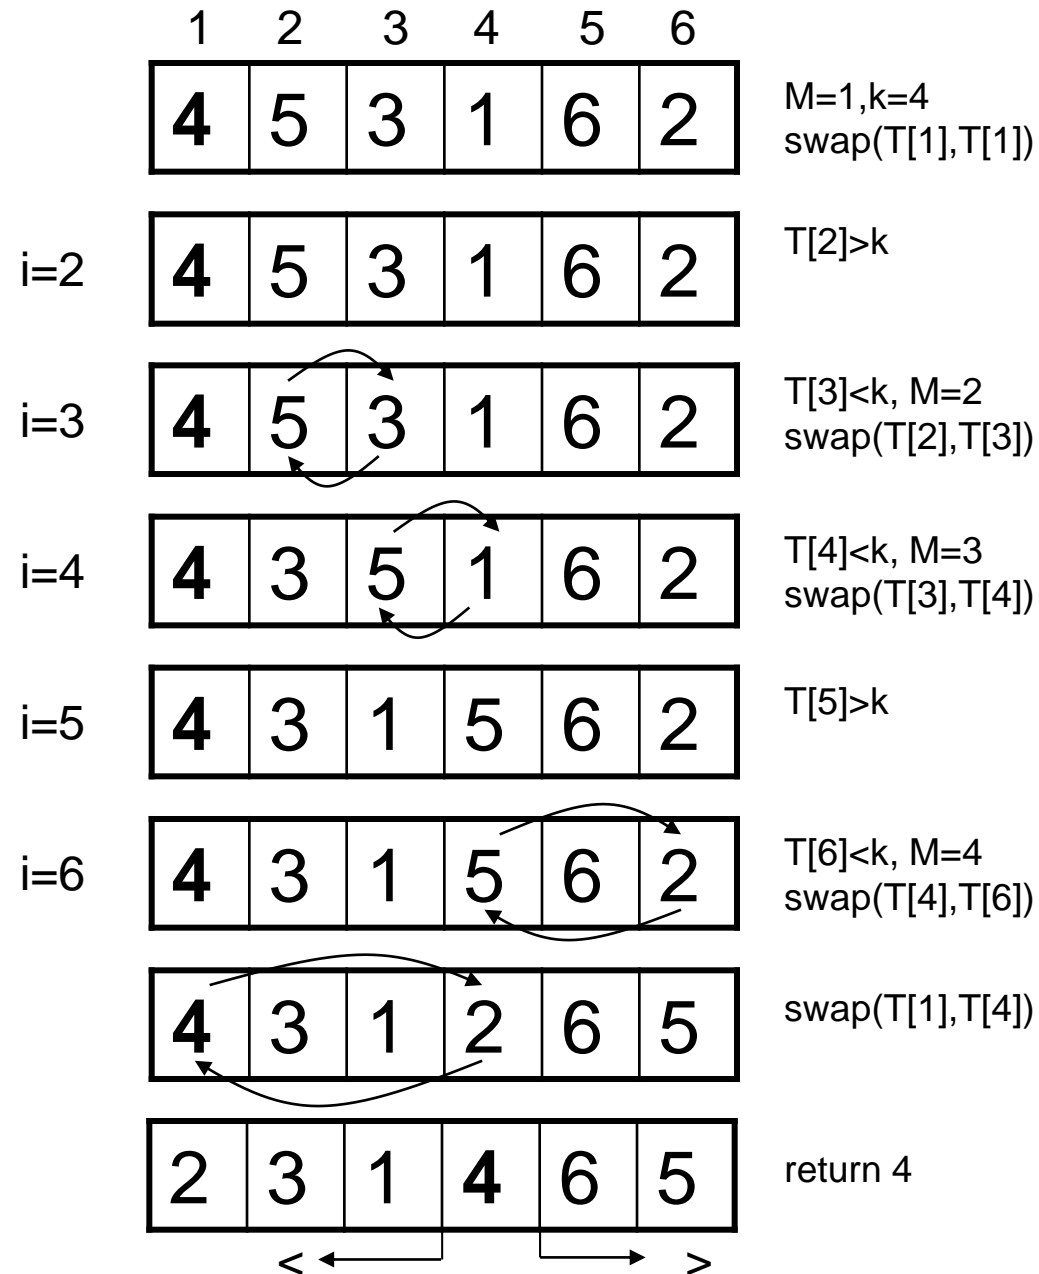 1 2 3 4 5 6
4 5 3 1 6 2
M=1,k=4
swap(T[1],T[1])
i=2
4 5 3 1 6 2
T[2]>k
i=3
4 5 3 1 6 2
T[3]<k, M=2
swap(T[2],T[3])
i=4
4 3 5 1 6 2
T[4]<k, M=3
swap(T[3],T[4])
i=5
4 3 1 5 6 2
T[5]>k
i=6
4 3 1 5 6 2
T[6]<k, M=4
swap(T[4],T[6])
4 3 1 2 6 5
swap(T[1],T[4])
2 3 1 4 6 5
return 4
< >